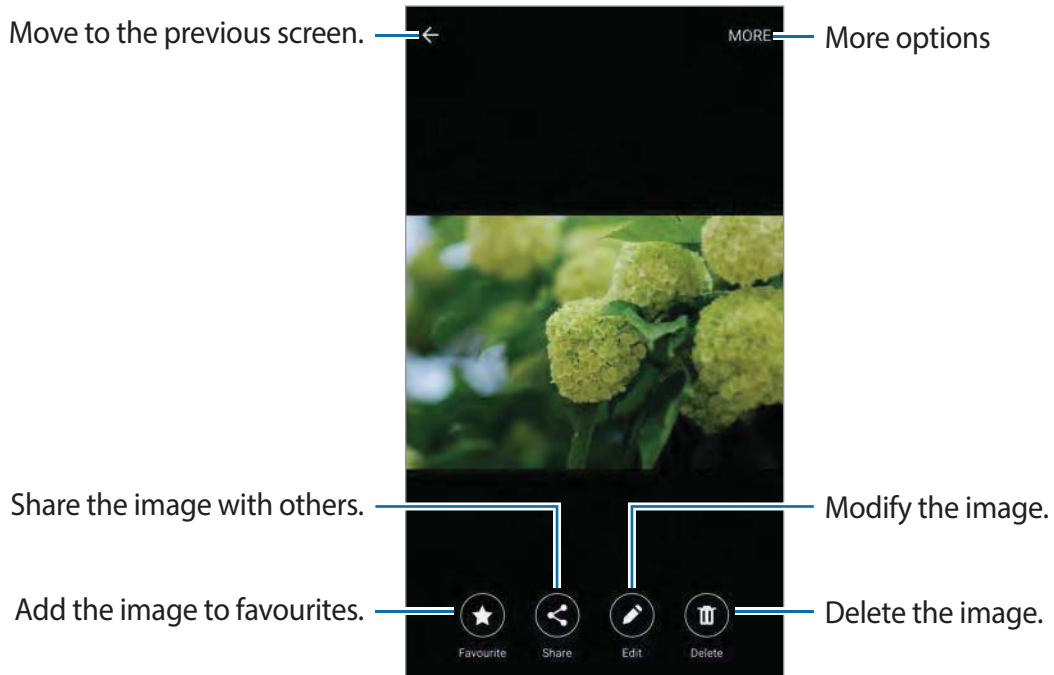 Move to the previous screen.
MORE
More options
Share the image with others.
Modify the image.
Add the image to favourites.
Delete the image.
Favourite
Share
Edit
Delete